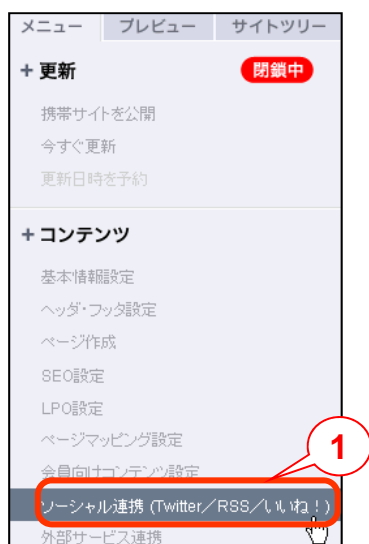 メニュー プレビュー サイトツリー
+ 更新 閉鎖中
携帯サイトを公開
今すぐ更新
更新日時を予約
+ コンテンツ
基本情報設定
ヘッダ・フッタ設定
ページ作成
SEO設定
LPO設定
ページマッピング設定
1
会員向けコンテンツ設定
ソーシャル連携 (Twitter／RSS／いいね！)
外部サービス連携